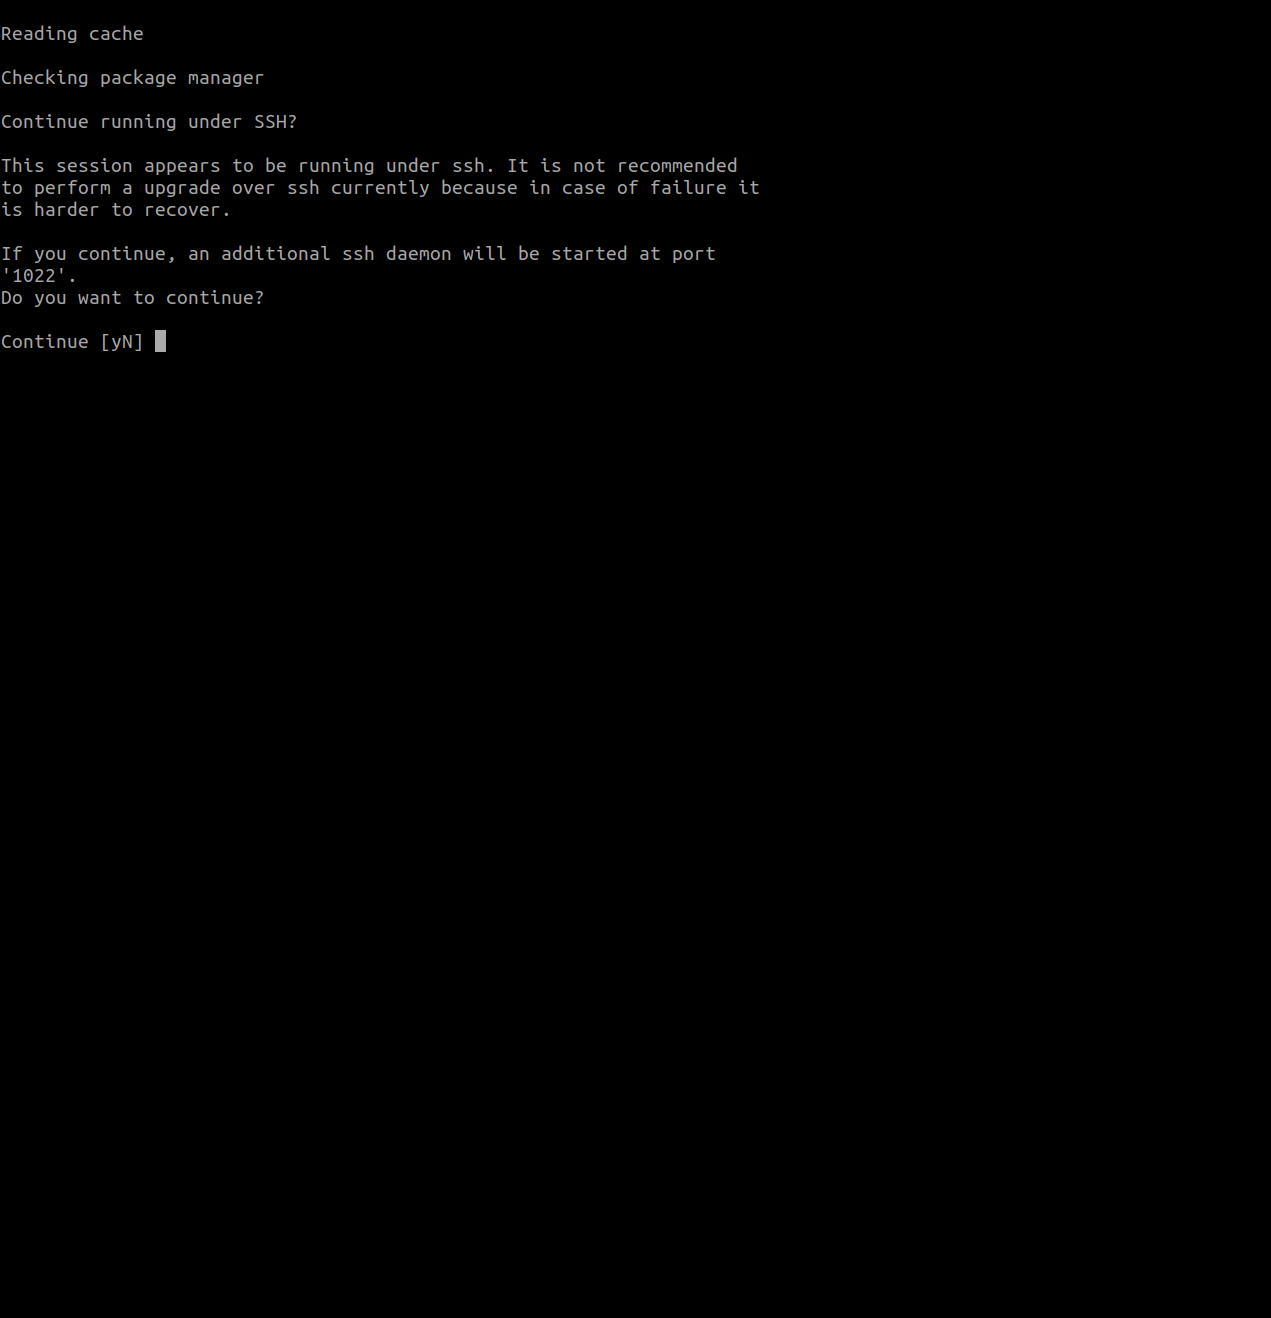 Reading cache
Checking package manager
Continue running under SSH?
This session appears to be running under ssh. It is not recommended
to perform a upgrade over ssh currently because in case of failure it
is harder to recover.
If you continue, an additional ssh daemon will be started at port
'1022'.
Do you want to continue?
Continue [yN]